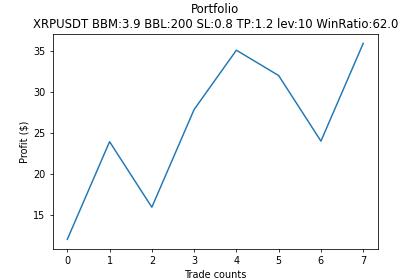 Portfolio
XRPUSDT BBM:3.9 BBL:200 SL:0.8 TP:1.2 lev:10 WinRatio:62.0
35
30
25
20
15
Profit ($)
0 1 2 3 4 5 6 7
Trade counts